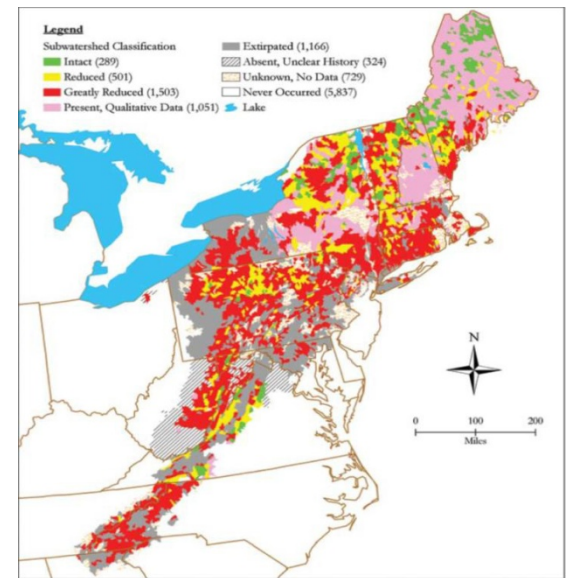 Legend
Subwatershed Classification
Intact (289)
Reduced (501)
Greatly Reduced (1,503)
Present, Qualitative Data (1,051)
Extirpated (1,166)
Absent, Unclear History (324)
Unknown, No Data (729)
Never Occurred (5,837)
Lake
N
0 100 200
Miles